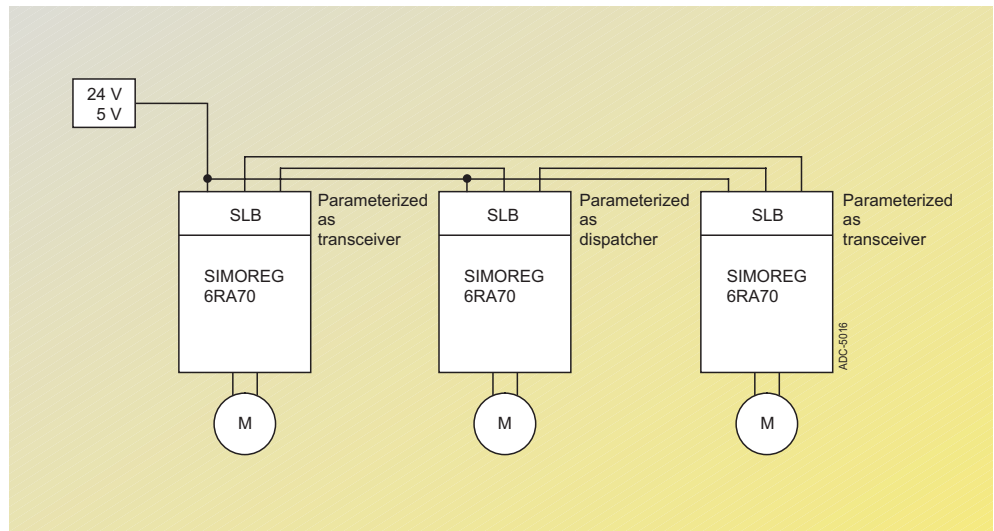 24 V
5 V
SLB
Parameterized
as
transceiver
SIMOREG
6RA70
M
SLB
Parameterized
as
dispatcher
SIMOREG
6RA70
M
SLB
Parameterized
as
transceiver
SIMOREG
6RA70
ADC-5016
M